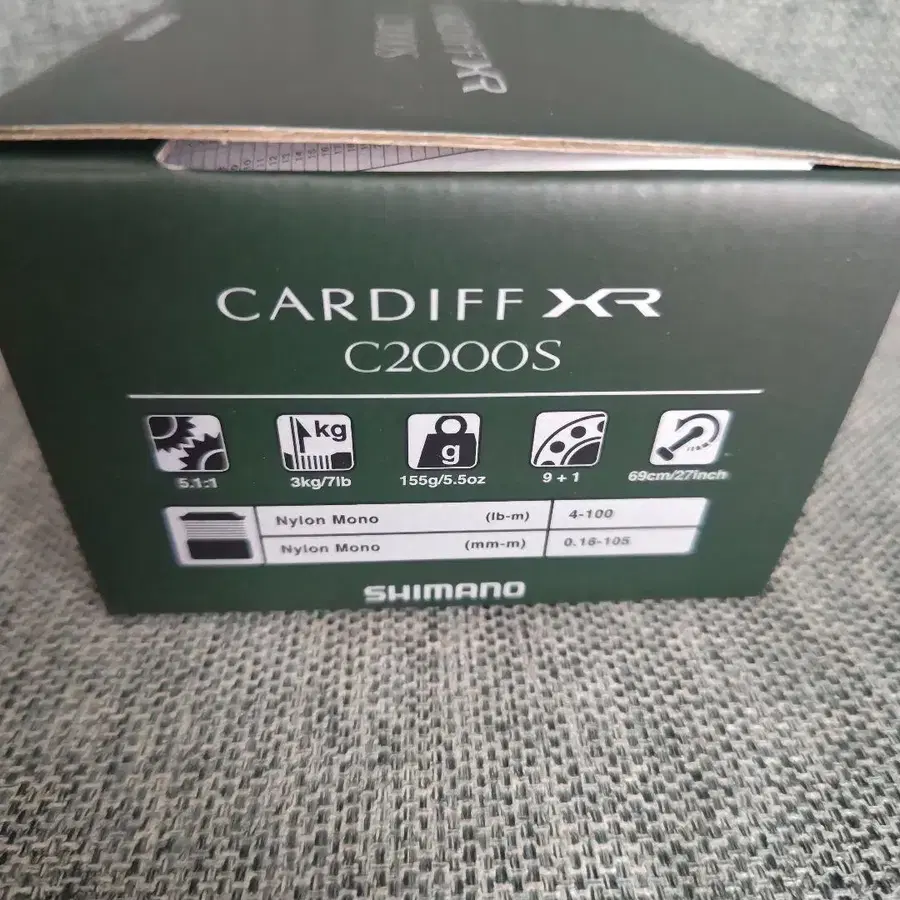 XR
CARDIFF XR
C2000S
kg
g
5.1:1
3kg/7lb
155g/5.5oz
9 + 1
69cm/27inch
Nylon Mono (lb-m) 4-100
Nylon Mono (mm-m) 0.16-105
SHIMANO